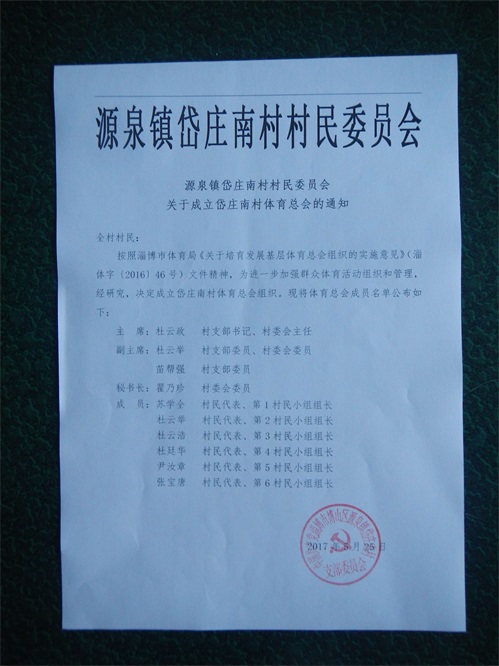 源泉镇岱庄南村村民委员会
源泉镇岱庄南村村民委员会
关于成立岱庄南村体育总会的通知
全村村民：
按照淄博市体育局《关于培育发展基层体育总会组织的实施意见》（淄
体字〔2016〕46号）文件精神，为进一步加强群众体育活动组织和管理，
经研究，决定成立岱庄南村体育总会组织，现将体育总会成员名单公布如
下：
主 席：杜云政 村支部书记、村委会主任
副主席：杜云华 村支部委员、村委会委员
苗帮强 村支部委员
秘书长：翟乃珍 村委会委员
成 员：苏学全 村民代表、第1村民小组组长
杜云华 村民代表、第2村民小组组长
杜云洁 村民代表、第3村民小组组长
杜廷华 村民代表、第4村民小组组长
尹汝章 村民代表、第5村民小组组长
张宝唐 村民代表、第6村民小组组长
2017年 月25日
支部委员会